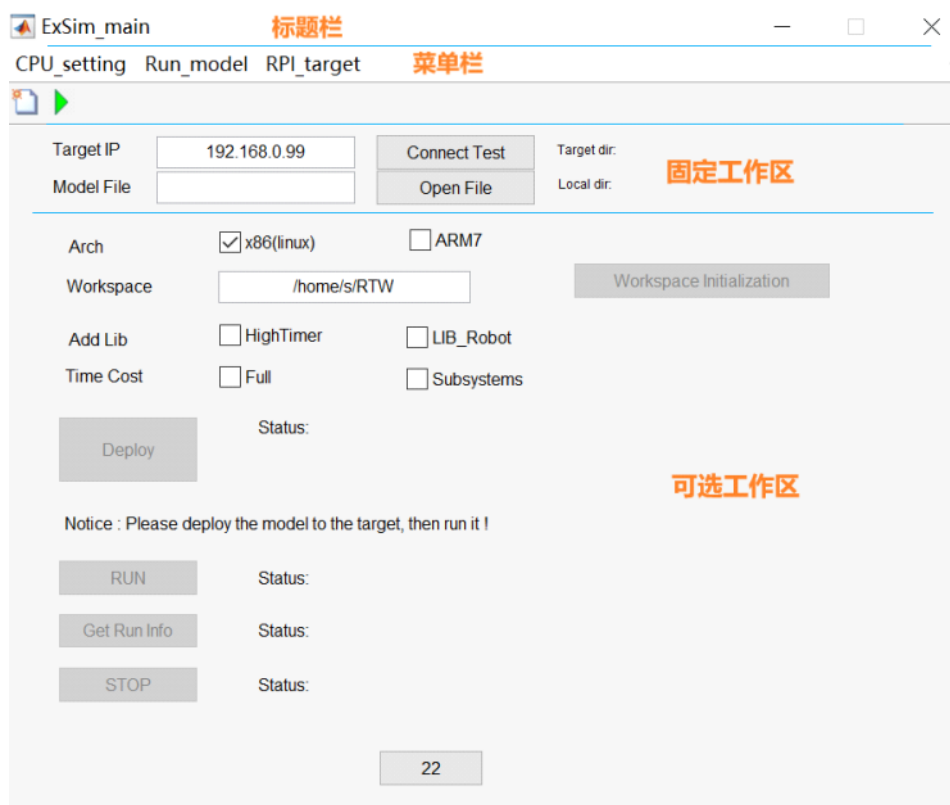 ExSim_main 标题栏
CPU_setting Run_model RPI_target 菜单栏
Target IP 192.168.0.99 Connect Test Target dir:
固定工作区
Model File Open File Local dir:
Arch x86(linux) ARM7
Workspace /home/s/RTW Workspace Initialization
Add Lib HighTimer LIB_Robot
Time Cost Full Subsystems
Deploy Status:
可选工作区
Notice : Please deploy the model to the target, then run it !
RUN Status:
Get Run Info Status:
STOP Status:
22